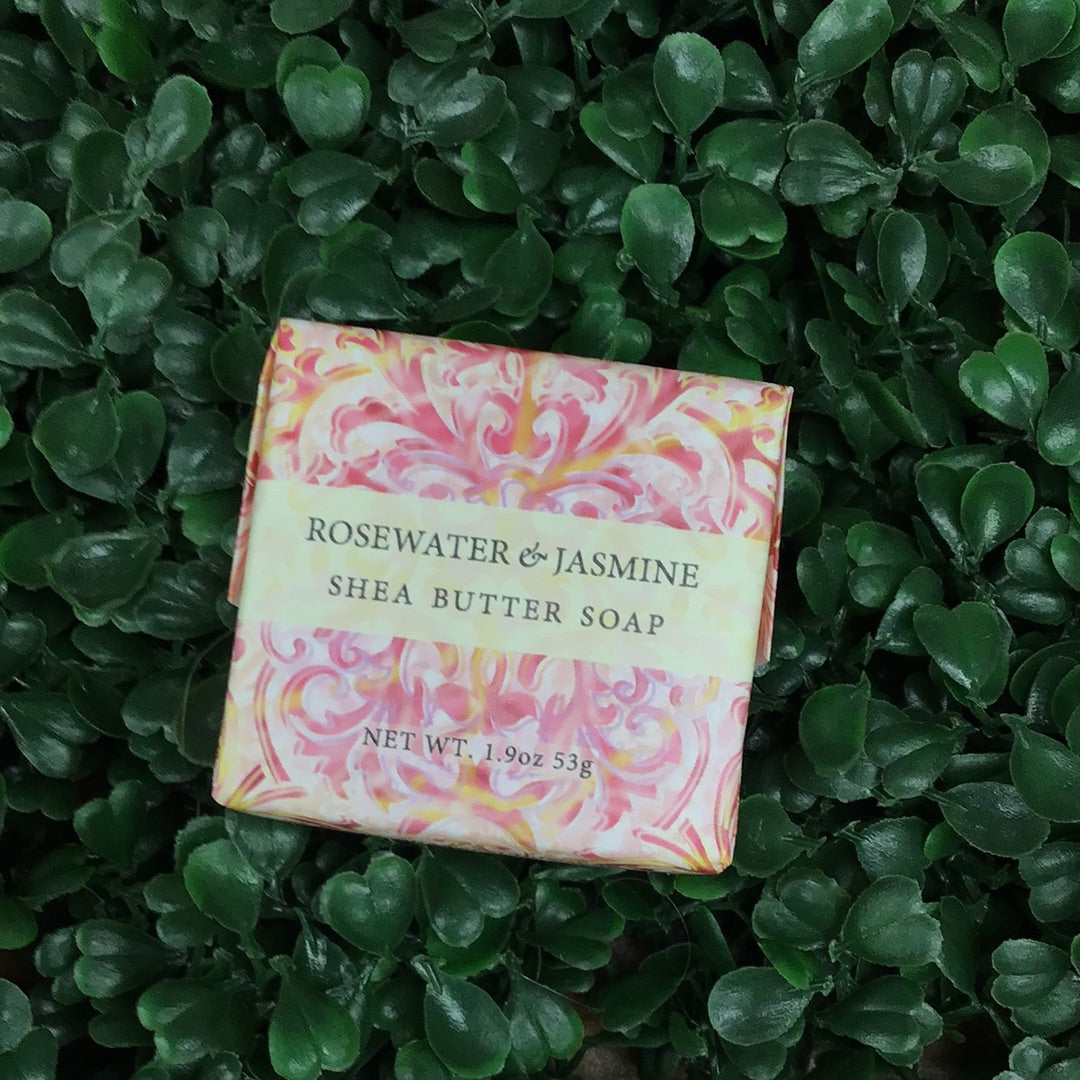 ROSEWATER & JASMINE
SHEA BUTTER SOAP
NET WT. 1.9oz 53g